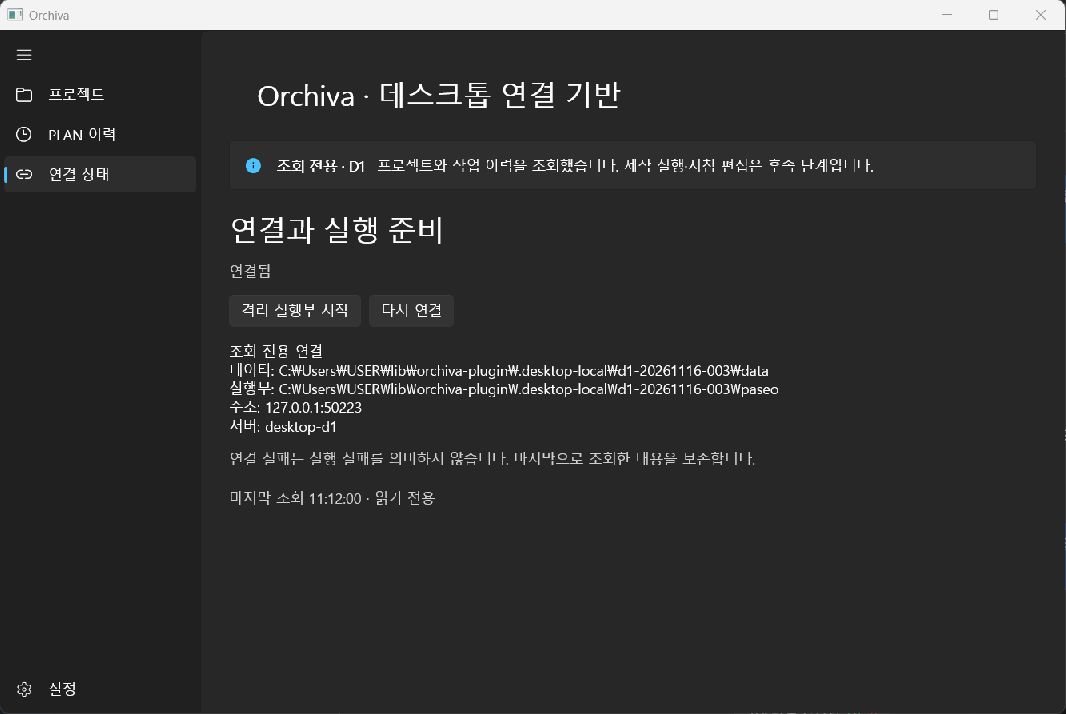 Orchiva
프로젝트
PLAN 이력
연결 상태
설정
Orchiva · 데스크톱 연결 기반
조회 전용 · D1 프로젝트와 작업 이력을 조회했습니다. 제작 실행·지침 편집은 후속 단계입니다.
연결과 실행 준비
연결됨
격리 실행부 시작
다시 연결
조회 전용 연결
데이터: C:₩Users₩USER₩lib₩orchiva-plugin₩.desktop-local₩d1-20261116-003₩data
실행부: C:₩Users₩USER₩lib₩orchiva-plugin₩.desktop-local₩d1-20261116-003₩paseo
주소: 127.0.0.1:50223
서버: desktop-d1
연결 실패는 실행 실패를 의미하지 않습니다. 마지막으로 조회한 내용을 보존합니다.
마지막 조회 11:12:00 · 읽기 전용